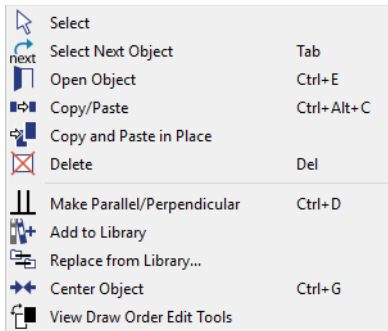 Select
next Select Next Object Tab
Open Object Ctrl+E
Copy/Paste Ctrl+Alt+C
Copy and Paste in Place
Delete Del
Make Parallel/Perpendicular Ctrl+D
Add to Library
Replace from Library...
Center Object Ctrl+G
View Draw Order Edit Tools